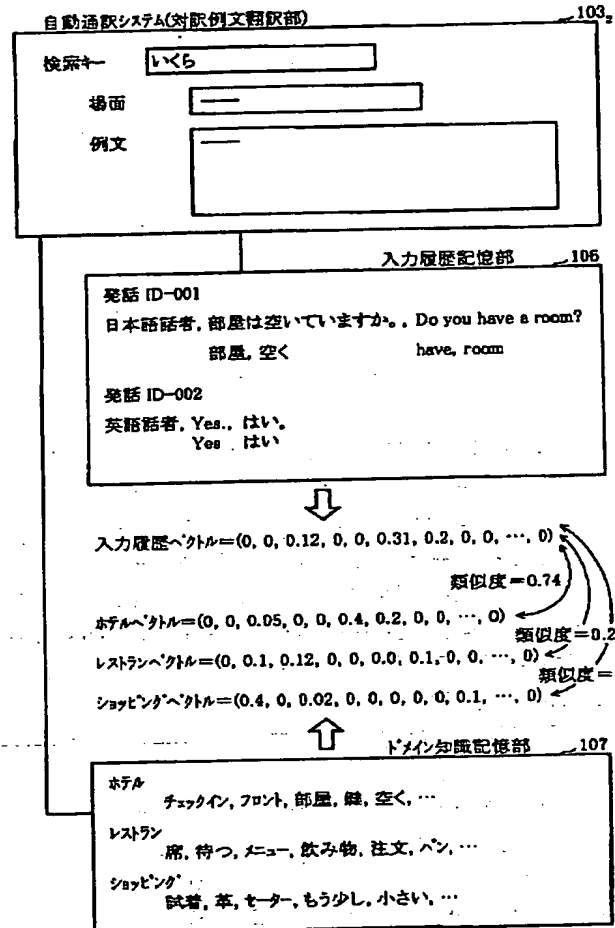 自動通訳システム(対訳例文翻訳部) 103₂
検索キー いくら
場面
例文
入力履歴記憶部 106
発話 ID-001
日本語話者, 部屋は空いていますか。, Do you have a room?
部屋, 空く have, room
発話 ID-002
英語話者, Yes., はい。
Yes はい
入力履歴ベクトル=(0, 0, 0.12, 0, 0, 0.31, 0.2, 0, 0, …, 0)
類似度=0.74
ホテルベクトル=(0, 0, 0.05, 0, 0, 0.4, 0.2, 0, 0, …, 0)
類似度=0.2
レストランベクトル=(0, 0.1, 0.12, 0, 0, 0.0, 0.1, 0, 0, …, 0)
類似度=
ショッピングベクトル=(0.4, 0, 0.02, 0, 0, 0, 0, 0, 0.1, …, 0)
ドメイン知識記憶部 107
ホテル
チェックイン, フロント, 部屋, 鍵, 空く, …
レストラン
席, 待つ, メニュー, 飲み物, 注文, ペン, …
ショッピング
試着, 革, セーター, もう少し, 小さい, …